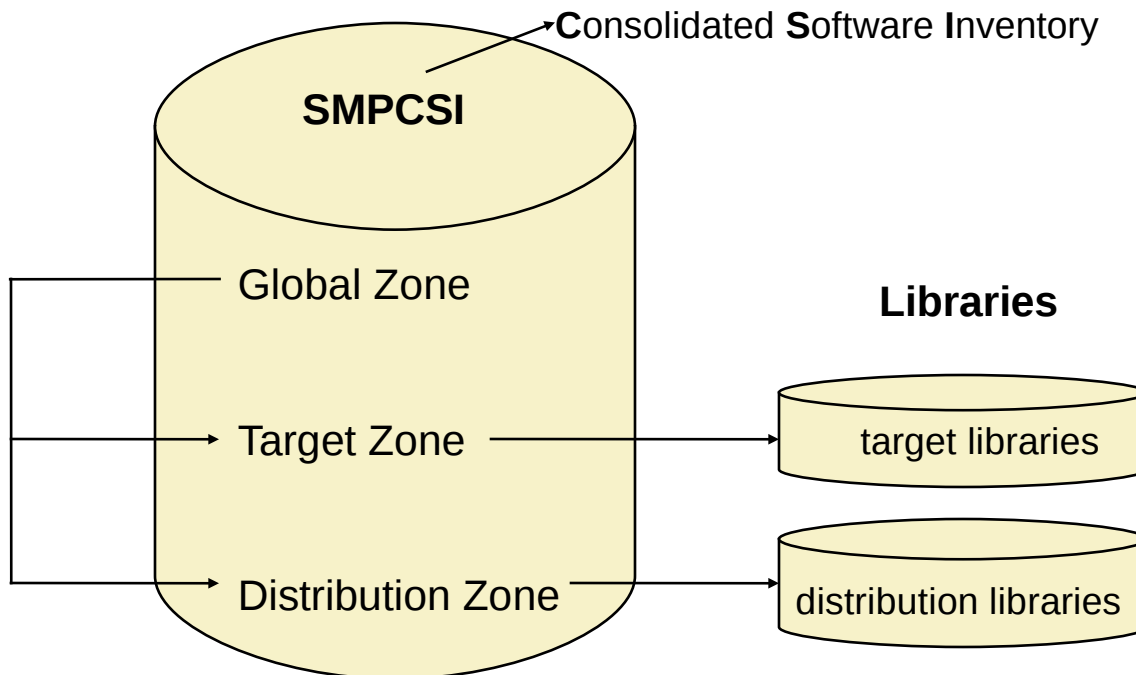 Consolidated Software Inventory
SMPCSI
Global Zone
Libraries
Target Zone
target libraries
Distribution Zone
distribution libraries